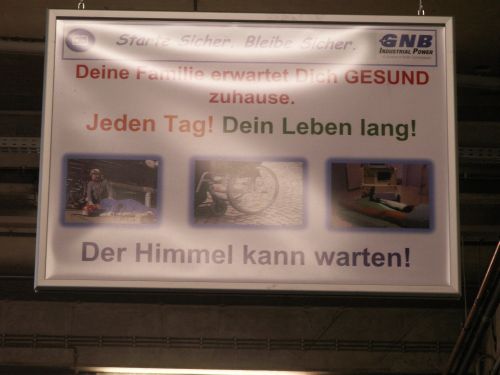 Starte Sicher. Bleibe Sicher.
GNB
INDUSTRIAL POWER
Deine Familie erwartet Dich GESUND
zuhause.
Jeden Tag! Dein Leben lang!
Der Himmel kann warten!